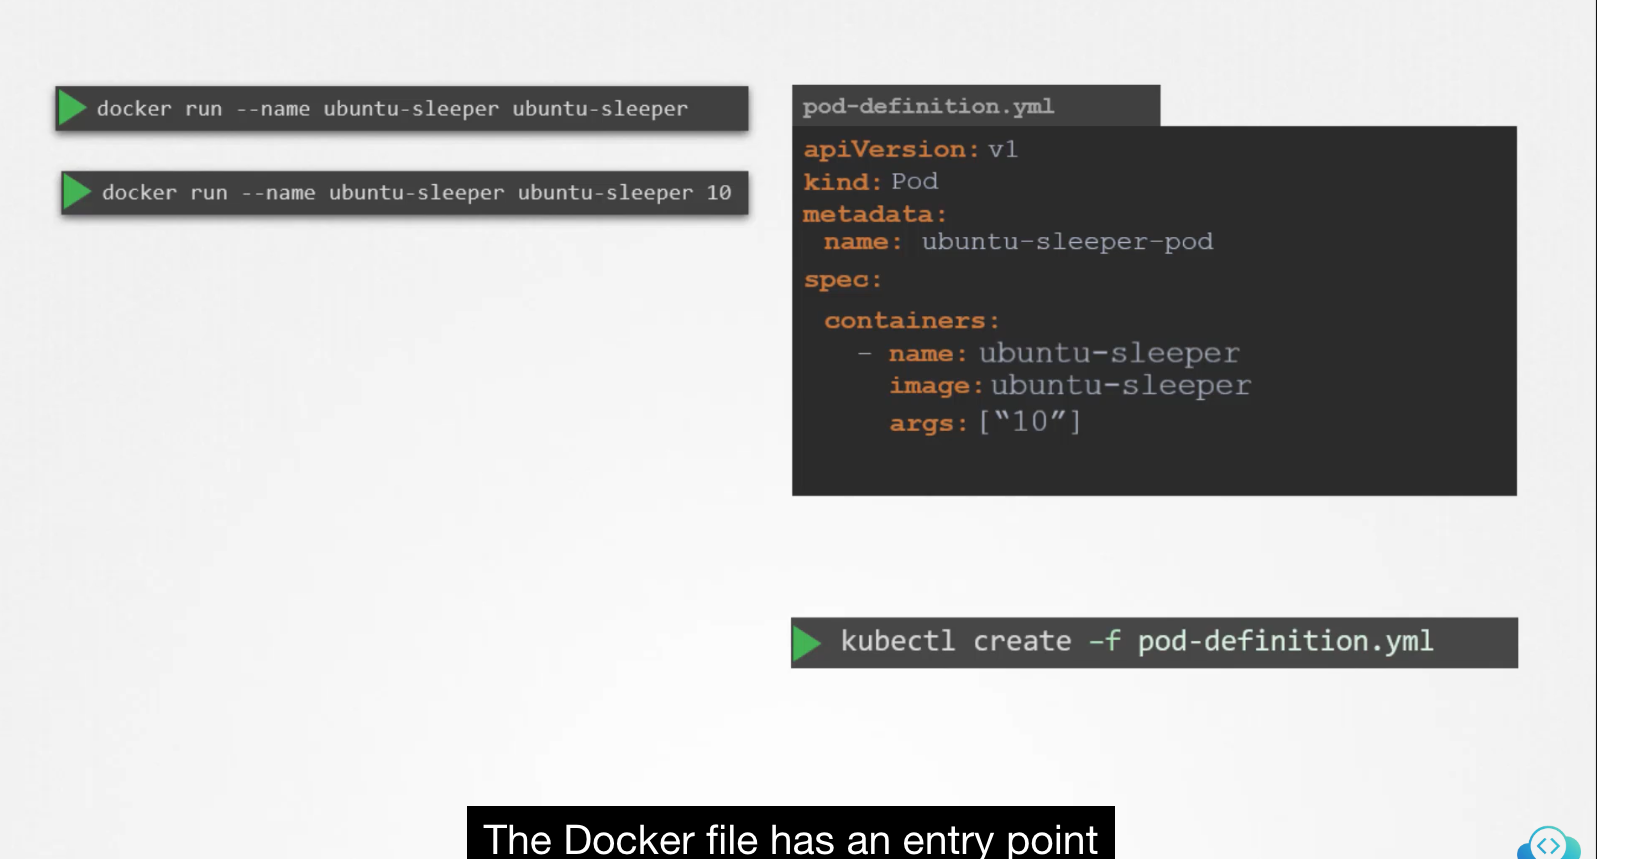 docker run --name ubuntu-sleeper ubuntu-sleeper
docker run --name ubuntu-sleeper ubuntu-sleeper 10
pod-definition.yml
apiVersion: v1
kind: Pod
metadata:
name: ubuntu-sleeper-pod
spec:
containers:
- name: ubuntu-sleeper
image: ubuntu-sleeper
args: [“10”]
kubectl create –f pod-definition.yml
The Docker file has an entry point